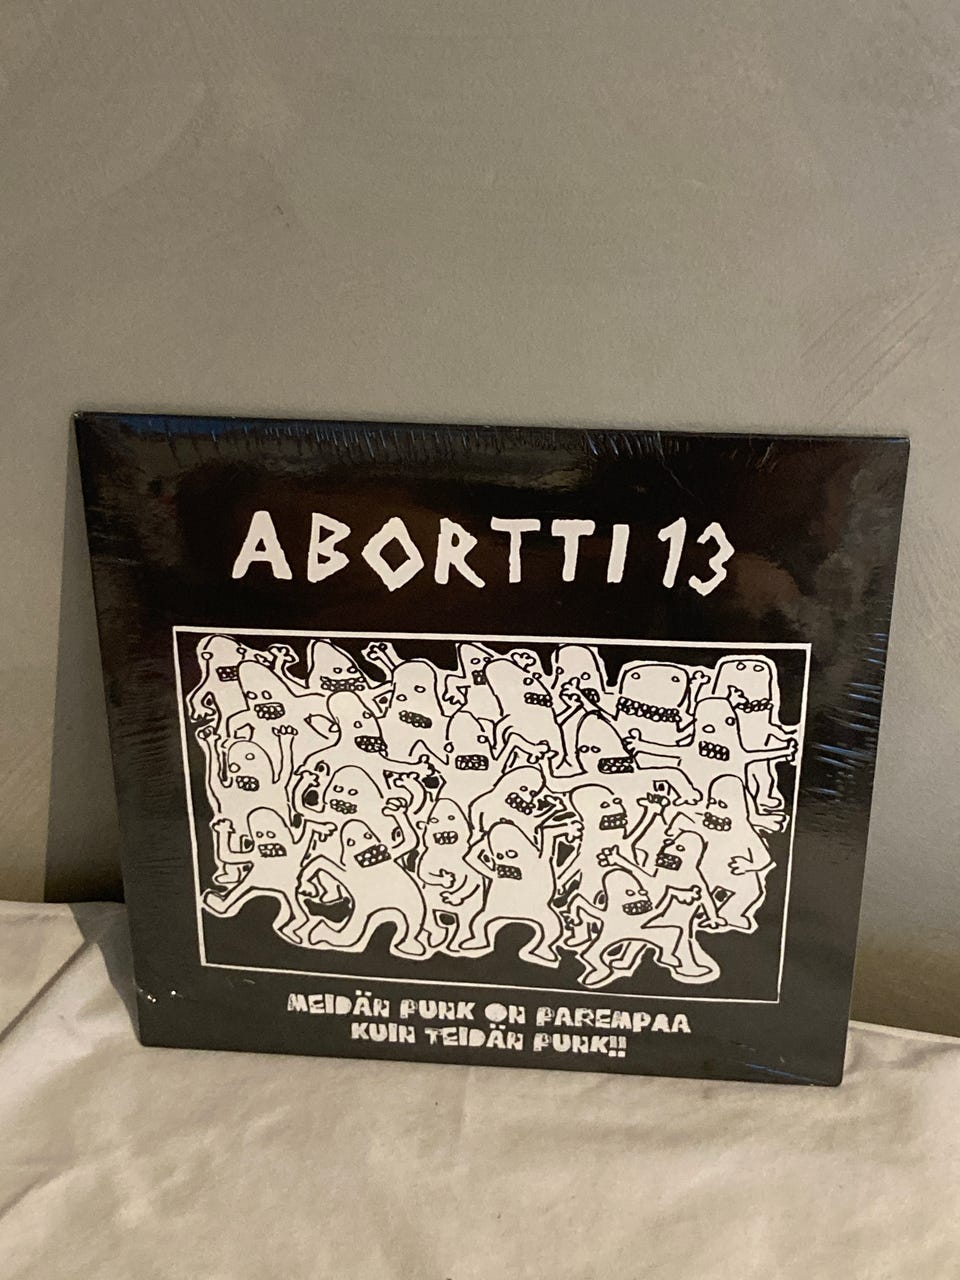 ABORTTI 13
MEIDÄN PUNK ON PAREMPAA
KUIN TEIDÄN PUNK!!